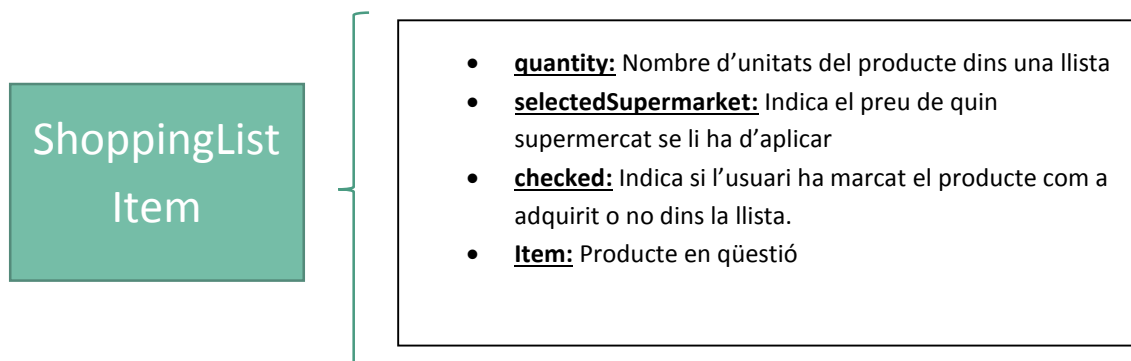 ShoppingList
Item
• quantity: Nombre d’unitats del producte dins una llista
• selectedSupermarket: Indica el preu de quin
supermercat se li ha d’aplicar
• checked: Indica si l’usuari ha marcat el producte com a
adquirit o no dins la llista.
• Item: Producte en qüestió